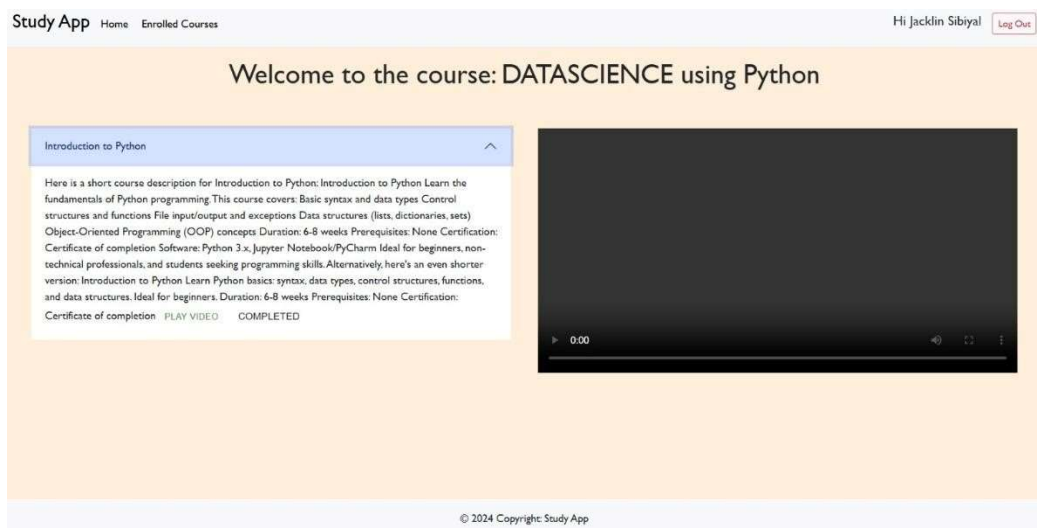 Study App Home Enrolled Courses Hi Jacklin Sibiyal Log Out
Welcome to the course: DATASCIENCE using Python
Introduction to Python
Here is a short course description for Introduction to Python: Introduction to Python Learn the
fundamentals of Python programming. This course covers: Basic syntax and data types Control
structures and functions File input/output and exceptions Data structures (lists, dictionaries, sets)
Object-Oriented Programming (OOP) concepts Duration: 6-8 weeks Prerequisites: None Certification:
Certificate of completion Software: Python 3.x, Jupyter Notebook/PyCharm Ideal for beginners, non-
technical professionals, and students seeking programming skills. Alternatively, here's an even shorter
version: Introduction to Python Learn Python basics: syntax, data types, control structures, functions,
and data structures. Ideal for beginners. Duration: 6-8 weeks Prerequisites: None Certification:
Certificate of completion PLAY VIDEO COMPLETED
0:00
© 2024 Copyright: Study App